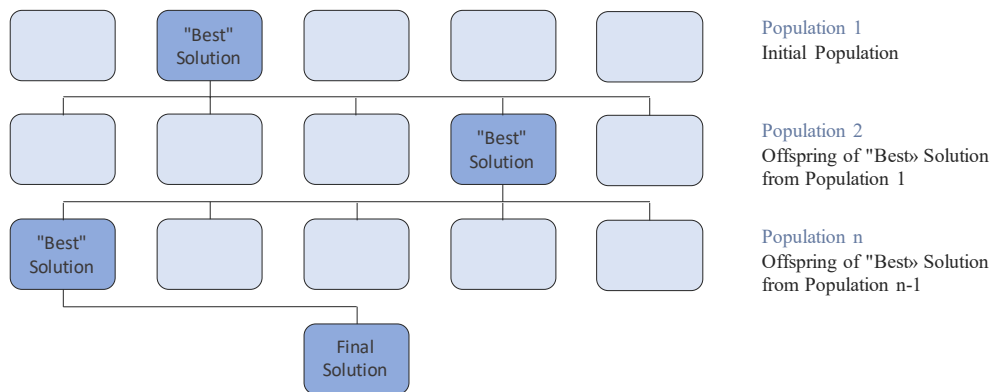 "Best"
Solution
Population 1
Initial Population
"Best"
Solution
Population 2
Offspring of "Best» Solution
from Population 1
"Best"
Solution
Population n
Offspring of "Best» Solution
from Population n-1
Final
Solution